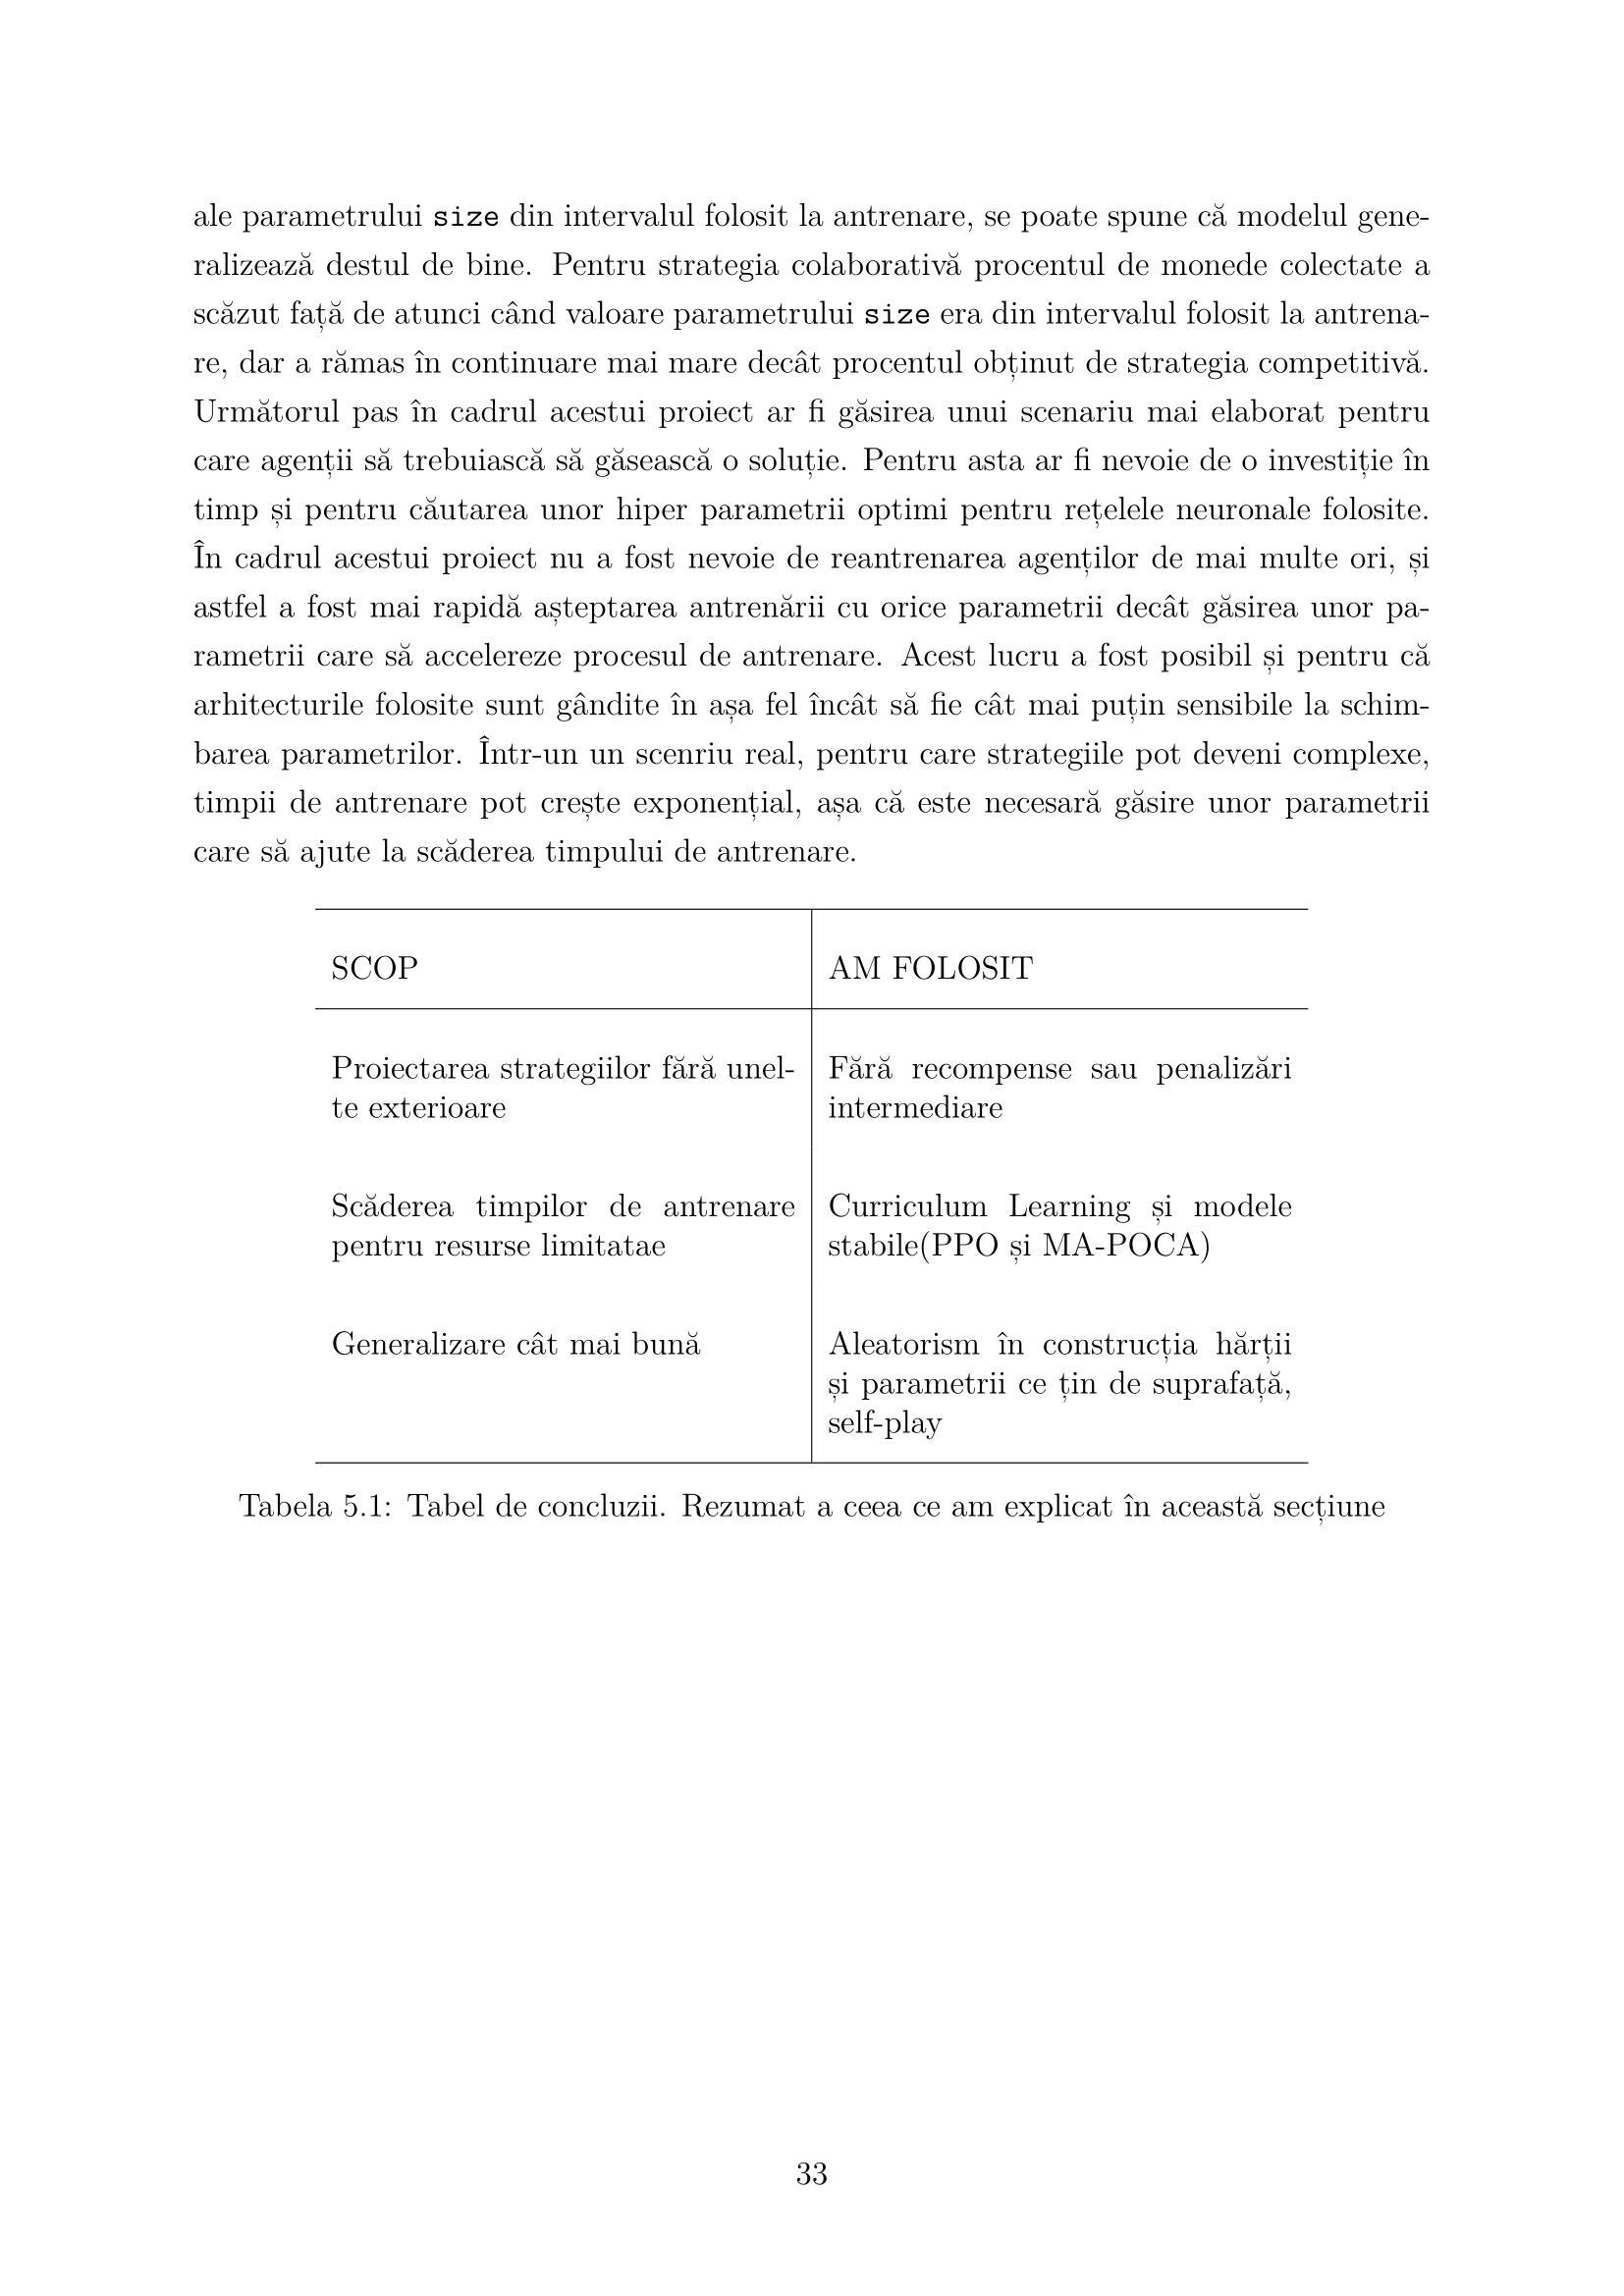 ale parametrului size din intervalul folosit la antrenare, se poate spune că modelul gene-
ralizează destul de bine. Pentru strategia colaborativă procentul de monede colectate a
scăzut față de atunci când valoare parametrului size era din intervalul folosit la antrena-
re, dar a rămas în continuare mai mare decât procentul obținut de strategia competitivă.
Următorul pas în cadrul acestui proiect ar fi găsirea unui scenariu mai elaborat pentru
care agenții să trebuiască să găsească o soluție. Pentru asta ar fi nevoie de o investiție în
timp și pentru căutarea unor hiper parametrii optimi pentru rețelele neuronale folosite.
În cadrul acestui proiect nu a fost nevoie de reantrenarea agenților de mai multe ori, și
astfel a fost mai rapidă așteptarea antrenării cu orice parametrii decât găsirea unor pa-
rametrii care să accelereze procesul de antrenare. Acest lucru a fost posibil și pentru că
arhitecturile folosite sunt gândite în așa fel încât să fie cât mai puțin sensibile la schim-
barea parametrilor. Într-un un scenriu real, pentru care strategiile pot deveni complexe,
timpii de antrenare pot crește exponențial, așa că este necesară găsire unor parametrii
care să ajute la scăderea timpului de antrenare.
SCOP
AM FOLOSIT
Proiectarea strategiilor fără unel-
te exterioare
Fără recompense sau penalizări
intermediare
Scăderea timpilor de antrenare
pentru resurse limitatae
Curriculum Learning și modele
stabile(PPO și MA-POCA)
Generalizare cât mai bună
Aleatorism în construcția hărții
și parametrii ce țin de suprafață,
self-play
Tabela 5.1: Tabel de concluzii. Rezumat a ceea ce am explicat în această secțiune
33